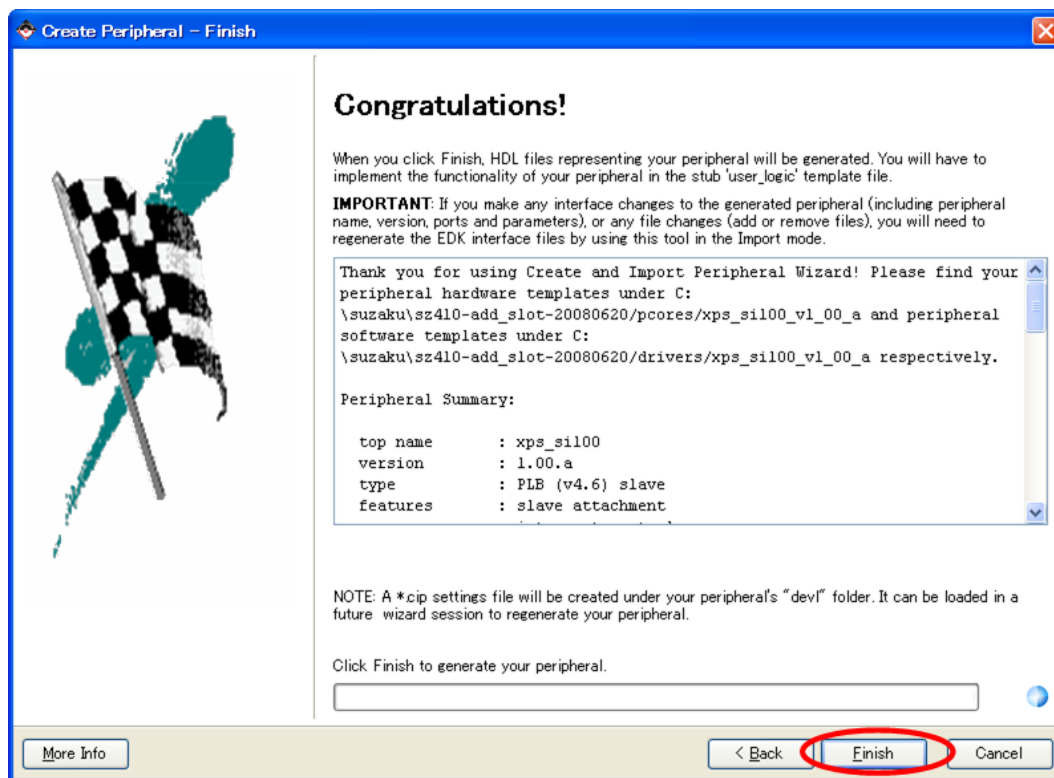 Create Peripheral - Finish
Congratulations!
When you click Finish, HDL files representing your peripheral will be generated. You will have to
implement the functionality of your peripheral in the stub 'user_logic' template file.
IMPORTANT: If you make any interface changes to the generated peripheral (including peripheral
name, version, ports and parameters), or any file changes (add or remove files), you will need to
regenerate the EDK interface files by using this tool in the Import mode.
Thank you for using Create and Import Peripheral Wizard! Please find your
peripheral hardware templates under C:
\suzaku\sz410-add_slot-20080620/pcores/xps_sil00_v1_00_a and peripheral
software templates under C:
\suzaku\sz410-add_slot-20080620/drivers/xps_sil00_v1_00_a respectively.
Peripheral Summary:
top name : xps_sil00
version : 1.00.a
type : PLB (v4.6) slave
features : slave attachment
NOTE: A *.cip settings file will be created under your peripheral's "devl" folder. It can be loaded in a
future wizard session to regenerate your peripheral.
Click Finish to generate your peripheral.
More Info
< Back
Finish
Cancel